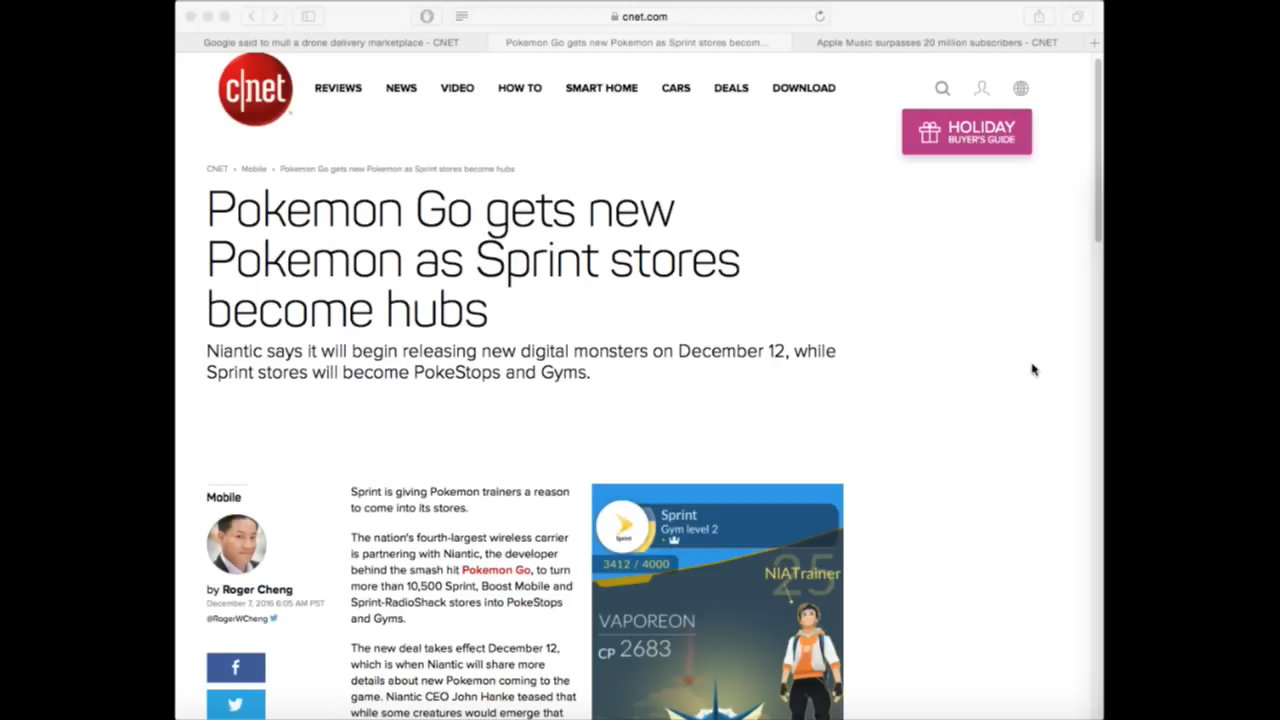 cnet.com
Google said to mull a drone delivery marketplace - CNET
Pokemon Go gets new Pokemon as Sprint stores becom...
Apple Music surpasses 20 million subscribers - CNET
c|net
REVIEWS NEWS VIDEO HOW TO SMART HOME CARS DEALS DOWNLOAD
HOLIDAY
BUYER'S GUIDE
CNET › Mobile › Pokemon Go gets new Pokemon as Sprint stores become hubs
Pokemon Go gets new
Pokemon as Sprint stores
become hubs
Niantic says it will begin releasing new digital monsters on December 12, while
Sprint stores will become PokeStops and Gyms.
Mobile
by Roger Cheng
December 7, 2016 6:05 AM PST
@RogerWCheng
Sprint is giving Pokemon trainers a reason
to come into its stores.
The nation's fourth-largest wireless carrier
is partnering with Niantic, the developer
behind the smash hit Pokemon Go, to turn
more than 10,500 Sprint, Boost Mobile and
Sprint-RadioShack stores into PokeStops
and Gyms.
The new deal takes effect December 12,
which is when Niantic will share more
details about new Pokemon coming to the
game. Niantic CEO John Hanke teased that
while some creatures would emerge that
Sprint
Sprint
Gym level 2
3412 / 4000
25
NIATrainer
VAPOREON
CP 2683